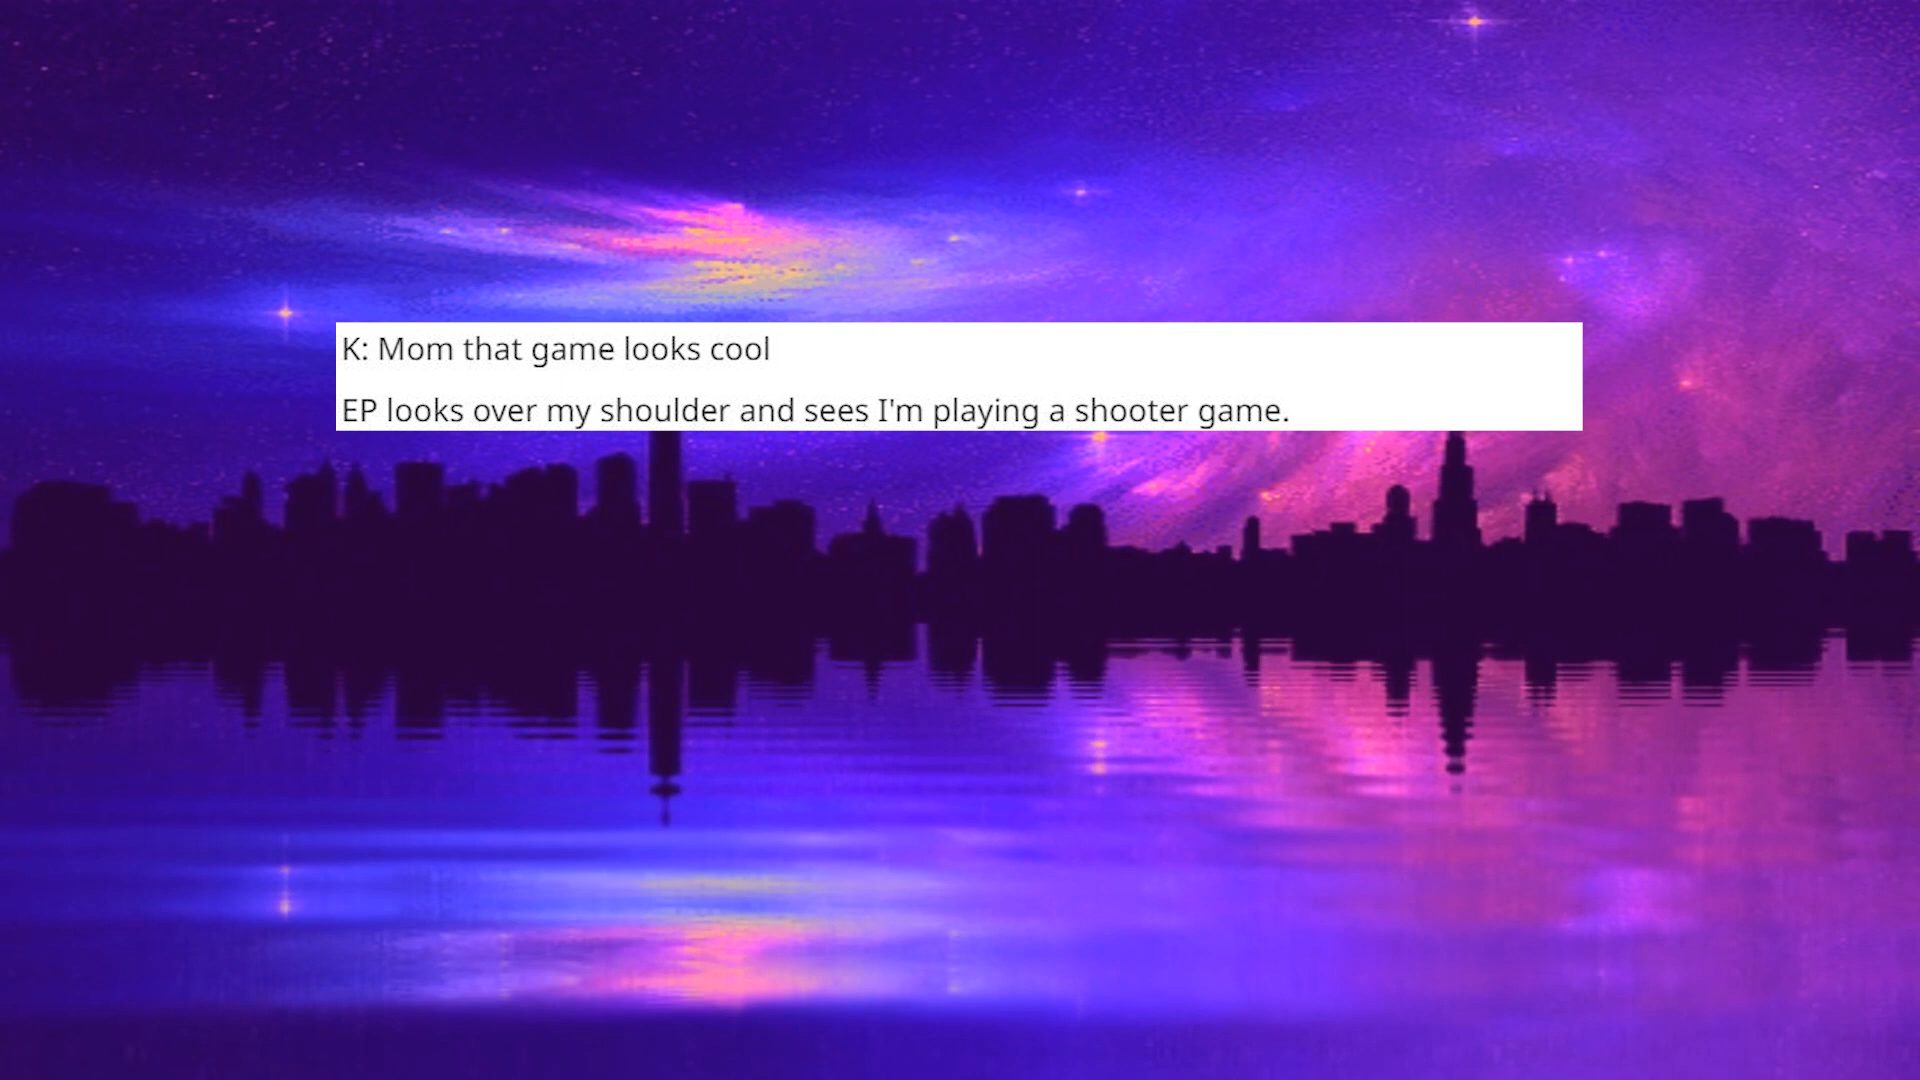 K: Mom that game looks cool
EP looks over my shoulder and sees I'm playing a shooter game.